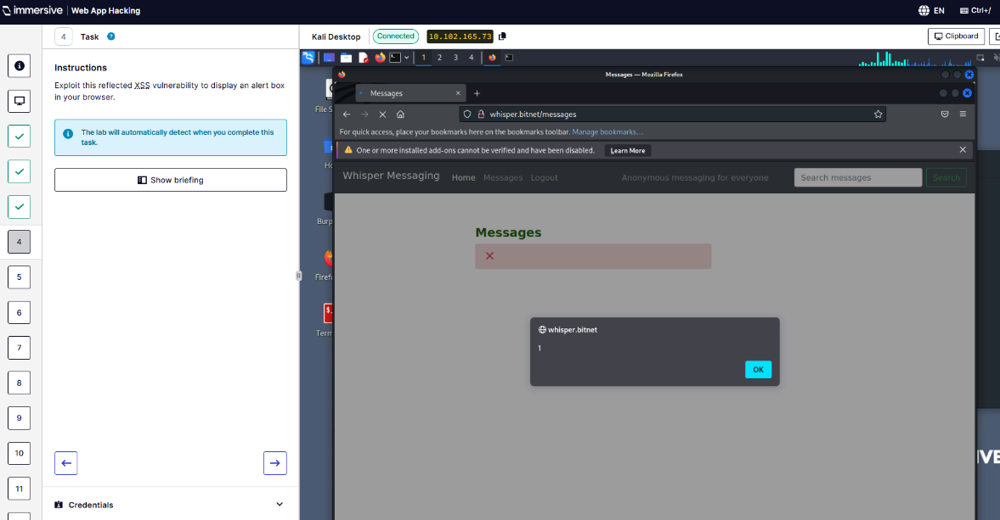 immersive | Web App Hacking
EN
Ctrl+/
4 Task ?
Instructions
Exploit this reflected XSS vulnerability to display an alert box
in your browser.
The lab will automatically detect when you complete this
task.
Show briefing
4
5
6
7
8
9
10
11
Credentials
Kali Desktop
Connected
10.102.165.73
Clipboard
1 2 3 4
Messages — Mozilla Firefox
Messages
whisper.bitnet/messages
For quick access, place your bookmarks here on the bookmarks toolbar. Manage bookmarks...
One or more installed add-ons cannot be verified and have been disabled.
Learn More
Whisper Messaging
Home
Messages
Logout
Anonymous messaging for everyone
Search messages
Search
Messages
whisper.bitnet
1
OK
File S
Ho
Burp
Firef
Term
IVE